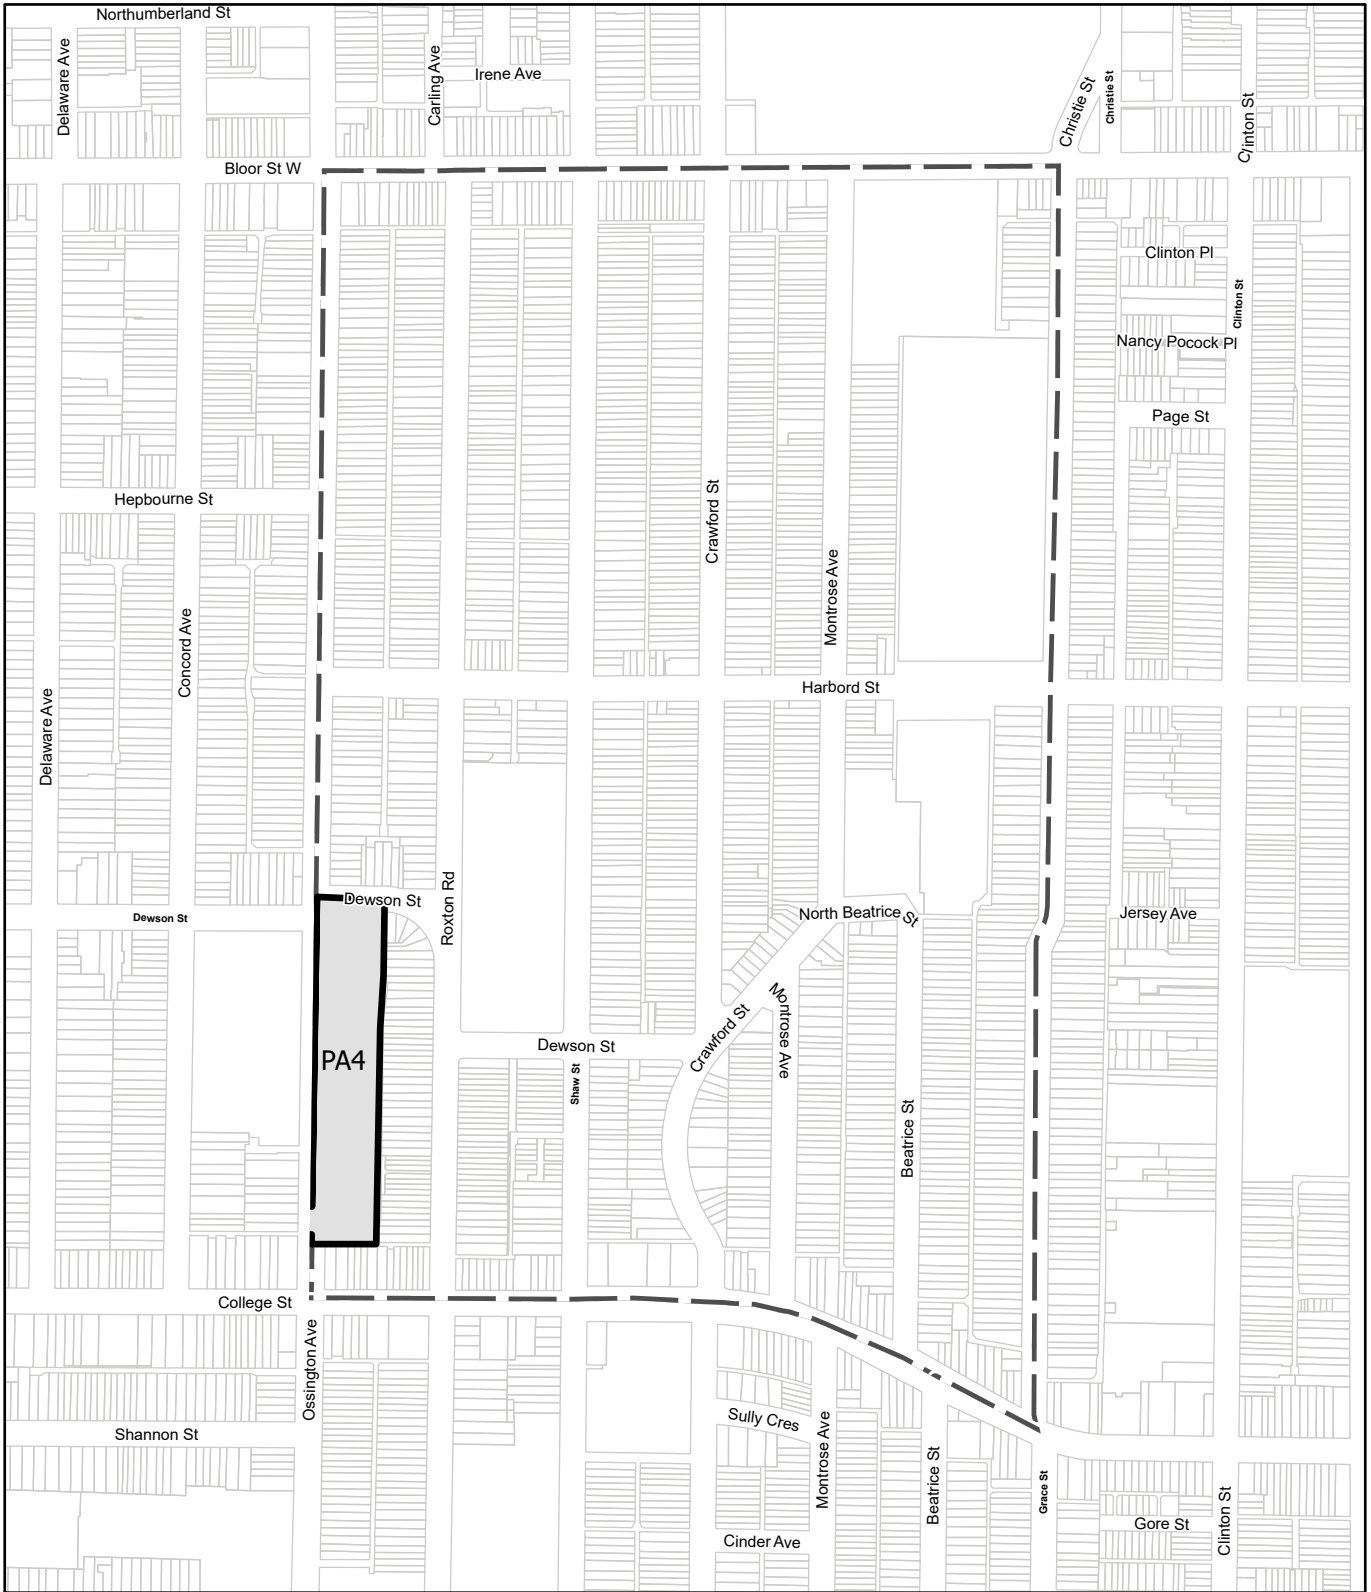 Northumberland St
Delaware Ave
Carling Ave
Irene Ave
Christie St
Christie St
Clinton St
Bloor St W
Clinton Pl
Clinton St
Nancy Pocock Pl
Page St
Hepbourne St
Crawford St
Montrose Ave
Concord Ave
Harbord St
Delaware Ave
Roxton Rd
Dewson St
Dewson St
North Beatrice St
Jersey Ave
Montrose Ave
Crawford St
Dewson St
PA4
Shaw St
Beatrice St
College St
Ossington Ave
Sully Cres
Montrose Ave
Shannon St
Beatrice St
Grace St
Clinton St
Gore St
Cinder Ave